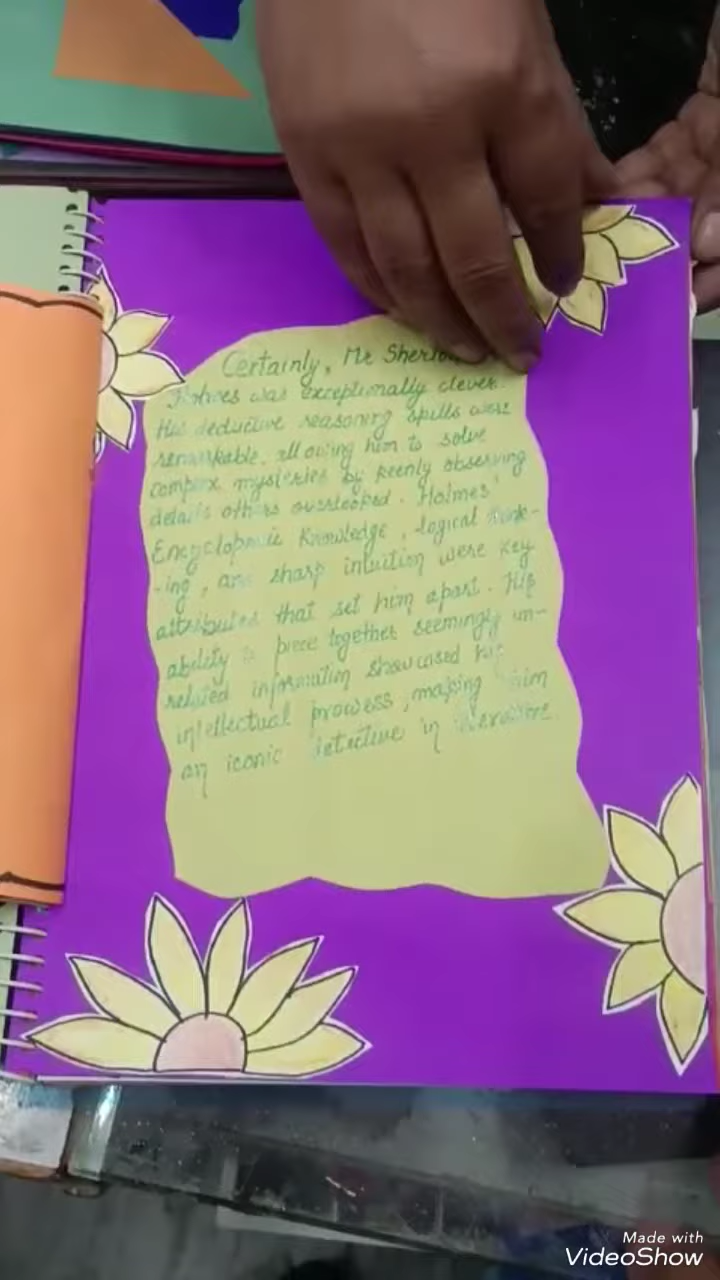 Certainly, Mr Sherlo
Holmes was exceptionally clever.
His deductive reasoning spills were
remarkable, allowing him to solve
complex mysteries by keenly observing
details others overlooked. Holmes'
Encyclopedic Knowledge, logical think-
-ing, and sharp intuition were key
attributes that set him apart. His
ability to piece together seemingly un-
related information showcased his
intellectual prowess, making him
an iconic detective in literature
Made with
VideoShow